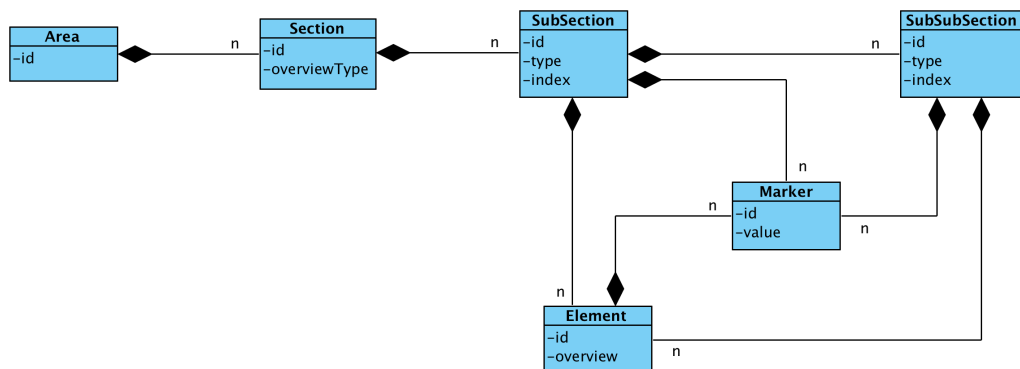 Area
-id
n
Section
-id
-overviewType
n
SubSection
-id
-type
-index
n
SubSubSection
-id
-type
-index
n
Marker
-id
-value
n
n
n
Element
-id
-overview
n